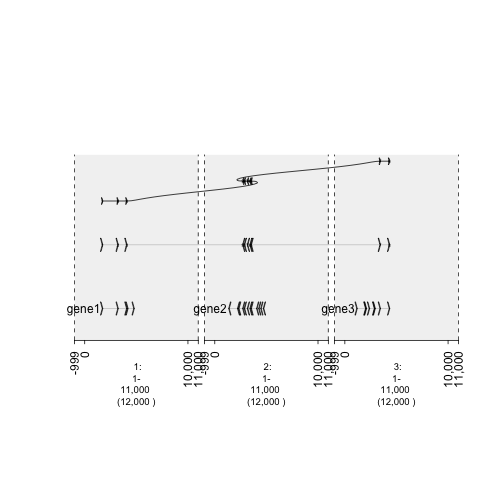 gene1 gene2 gene3
-999 0 10,000 11,000 -999 0 10,000 11,000 -999 0 10,000 11,000
1: 2: 3:
1- 1- 1-
11,000 11,000 11,000
(12,000 ) (12,000 ) (12,000 )